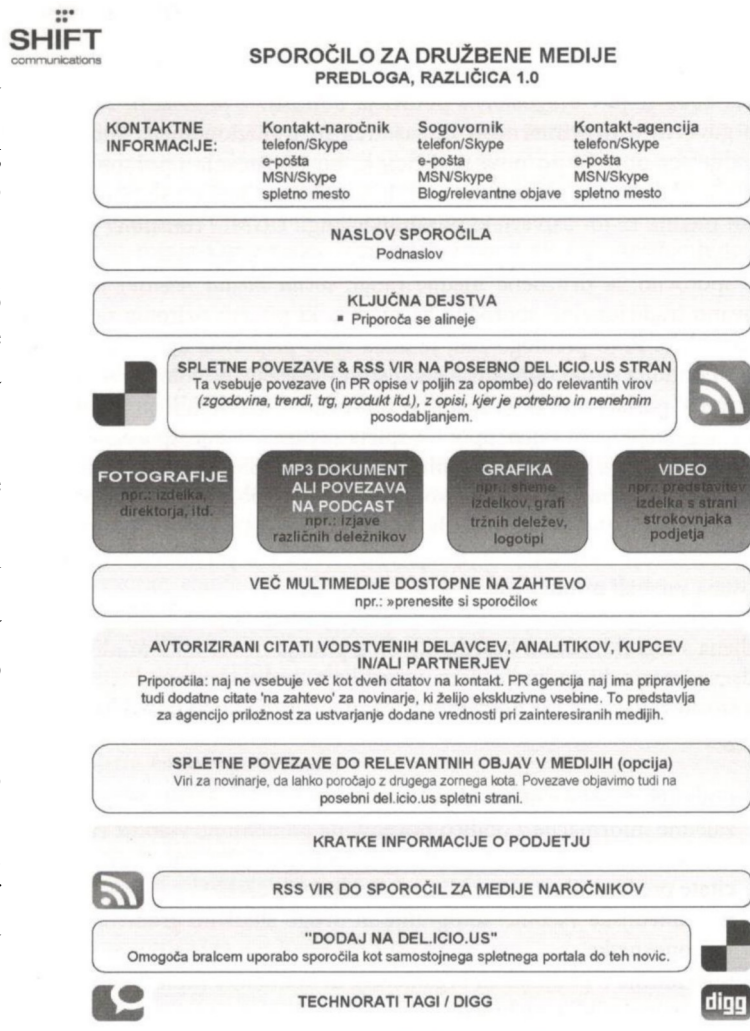 SHIFT
communications
SPOROČILO ZA DRUŽBENE MEDIJE
PREDLOGA, RAZLIČICA 1.0
KONTAKTNE
INFORMACIJE:
Kontakt-naročnik
telefon/Skype
e-pošta
MSN/Skype
spletno mesto
Sogovornik
telefon/Skype
e-pošta
MSN/Skype
Blog/relevantne objave
Kontakt-agencija
telefon/Skype
e-pošta
MSN/Skype
spletno mesto
NASLOV SPOROČILA
Podnaslov
KLJUČNA DEJSTVA
▪ Priporoča se alineje
SPLETNE POVEZAVE & RSS VIR NA POSEBNO DEL.ICIO.US STRAN
Ta vsebuje povezave (in PR opise v poljih za opombe) do relevantih virov
(zgodovina, trendi, trg, produkt itd.), z opisi, kjer je potrebno in nenehnim
posodabljanjem.
FOTOGRAFIJE
npr.: izdelka,
direktorja, itd.
MP3 DOKUMENT
ALI POVEZAVA
NA PODCAST
npr.: izjave
različnih deležnikov
GRAFIKA
npr.: sheme
izdelkov, grafi
tržnih deležev,
logotipi
VIDEO
npr.: predstavitev
izdelka s strani
strokovnjaka
podjetja
VEČ MULTIMEDIJE DOSTOPNE NA ZAHTEVO
npr.: »prenesite si sporočilo«
AVTORIZIRANI CITATI VODSTVENIH DELAVCEV, ANALITIKOV, KUPCEV
IN/ALI PARTNERJEV
Priporočila: naj ne vsebuje več kot dveh citatov na kontakt. PR agencija naj ima pripravljene
tudi dodatne citate 'na zahtevo' za novinarje, ki želijo ekskluzivne vsebine. To predstavlja
za agencijo priložnost za ustvarjanje dodane vrednosti pri zainteresiranih medijih.
SPLETNE POVEZAVE DO RELEVANTNIH OBJAV V MEDIJIH (opcija)
Viri za novinarje, da lahko poročajo z drugega zornega kota. Povezave objavimo tudi na
posebni del.icio.us spletni strani.
KRATKE INFORMACIJE O PODJETJU
RSS VIR DO SPOROČIL ZA MEDIJE NAROČNIKOV
"DODAJ NA DEL.ICIO.US"
Omogoča bralcem uporabo sporočila kot samostojnega spletnega portala do teh novic.
TECHNORATI TAGI / DIGG
digg